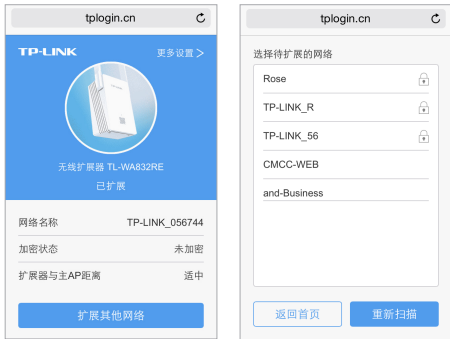 tplogin.cn
TP-LINK
更多设置 >
无线扩展器 TL-WA832RE
已扩展
网络名称 TP-LINK_056744
加密状态 未加密
扩展器与主AP距离 适中
扩展其他网络
tplogin.cn
选择待扩展的网络
Rose
TP-LINK_R
TP-LINK_56
CMCC-WEB
and-Business
返回首页
重新扫描